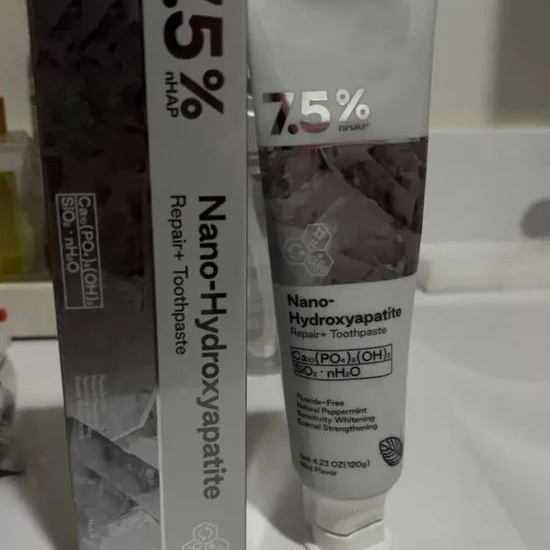 7.5%
nHAP
Nano-Hydroxyapatite
Repair+ Toothpaste
Ca₁₀(PO₄)₆(OH)₂
SiO₂ · nH₂O
7.5%
nHAP
Nano-
Hydroxyapatite
Repair+ Toothpaste
Ca₁₀(PO₄)₆(OH)₂
SiO₂ · nH₂O
Fluoride-Free
Natural Peppermint
Sensitivity Whitening
Enamel Strengthening
Net 4.23 OZ(120g)
Mint Flavor